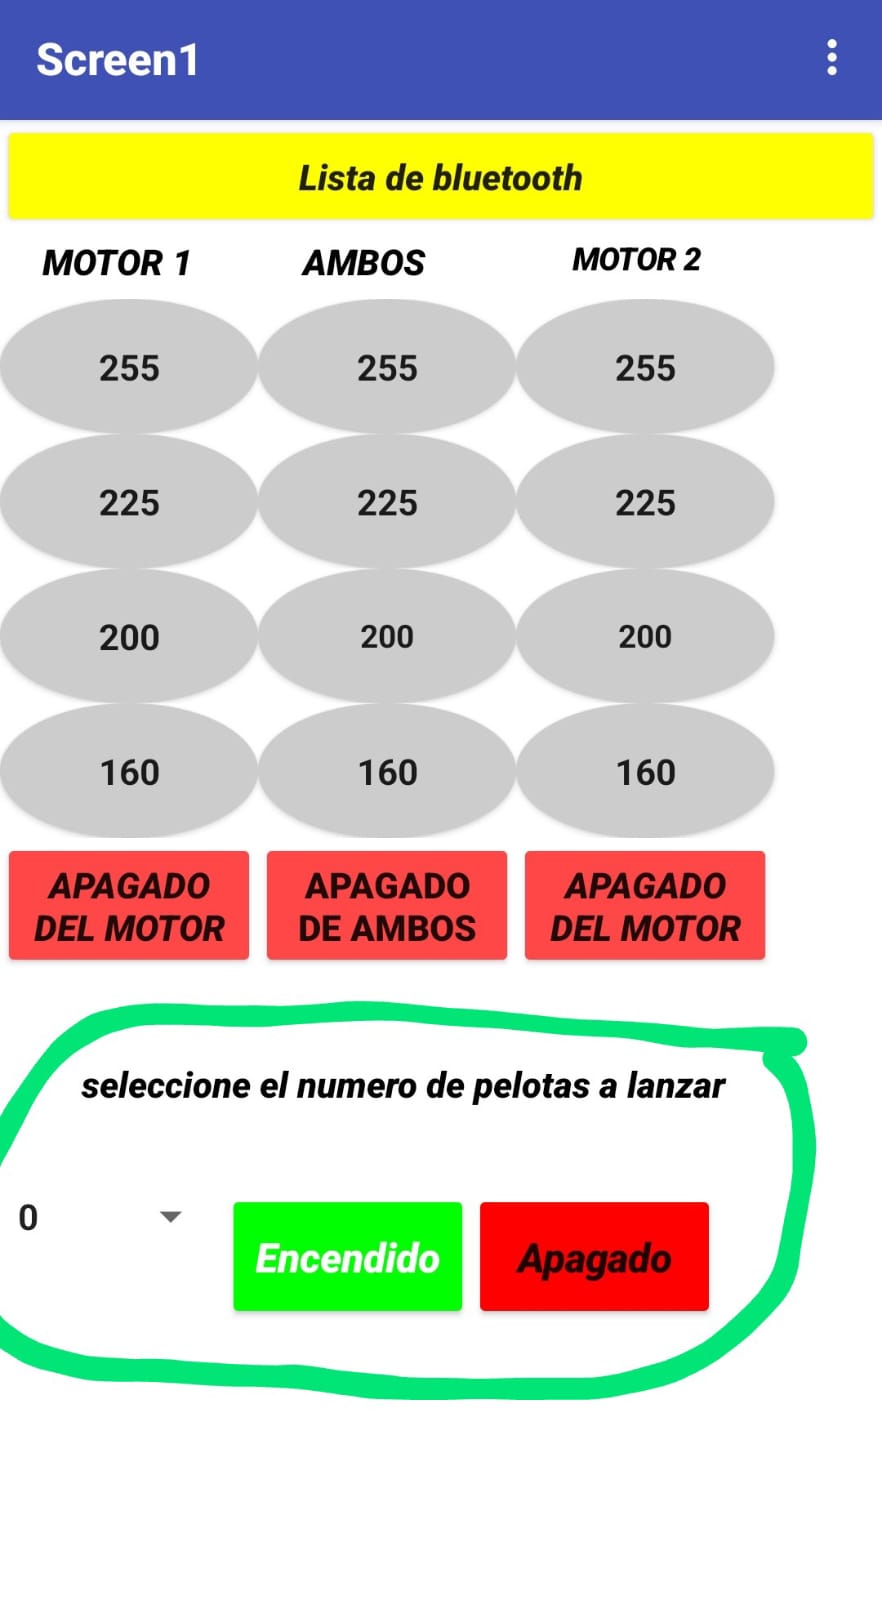 Screen1
Lista de bluetooth
MOTOR 1 AMBOS MOTOR 2
255 255 255
225 225 225
200 200 200
160 160 160
APAGADO APAGADO APAGADO
DEL MOTOR DE AMBOS DEL MOTOR
seleccione el numero de pelotas a lanzar
0 Encendido Apagado